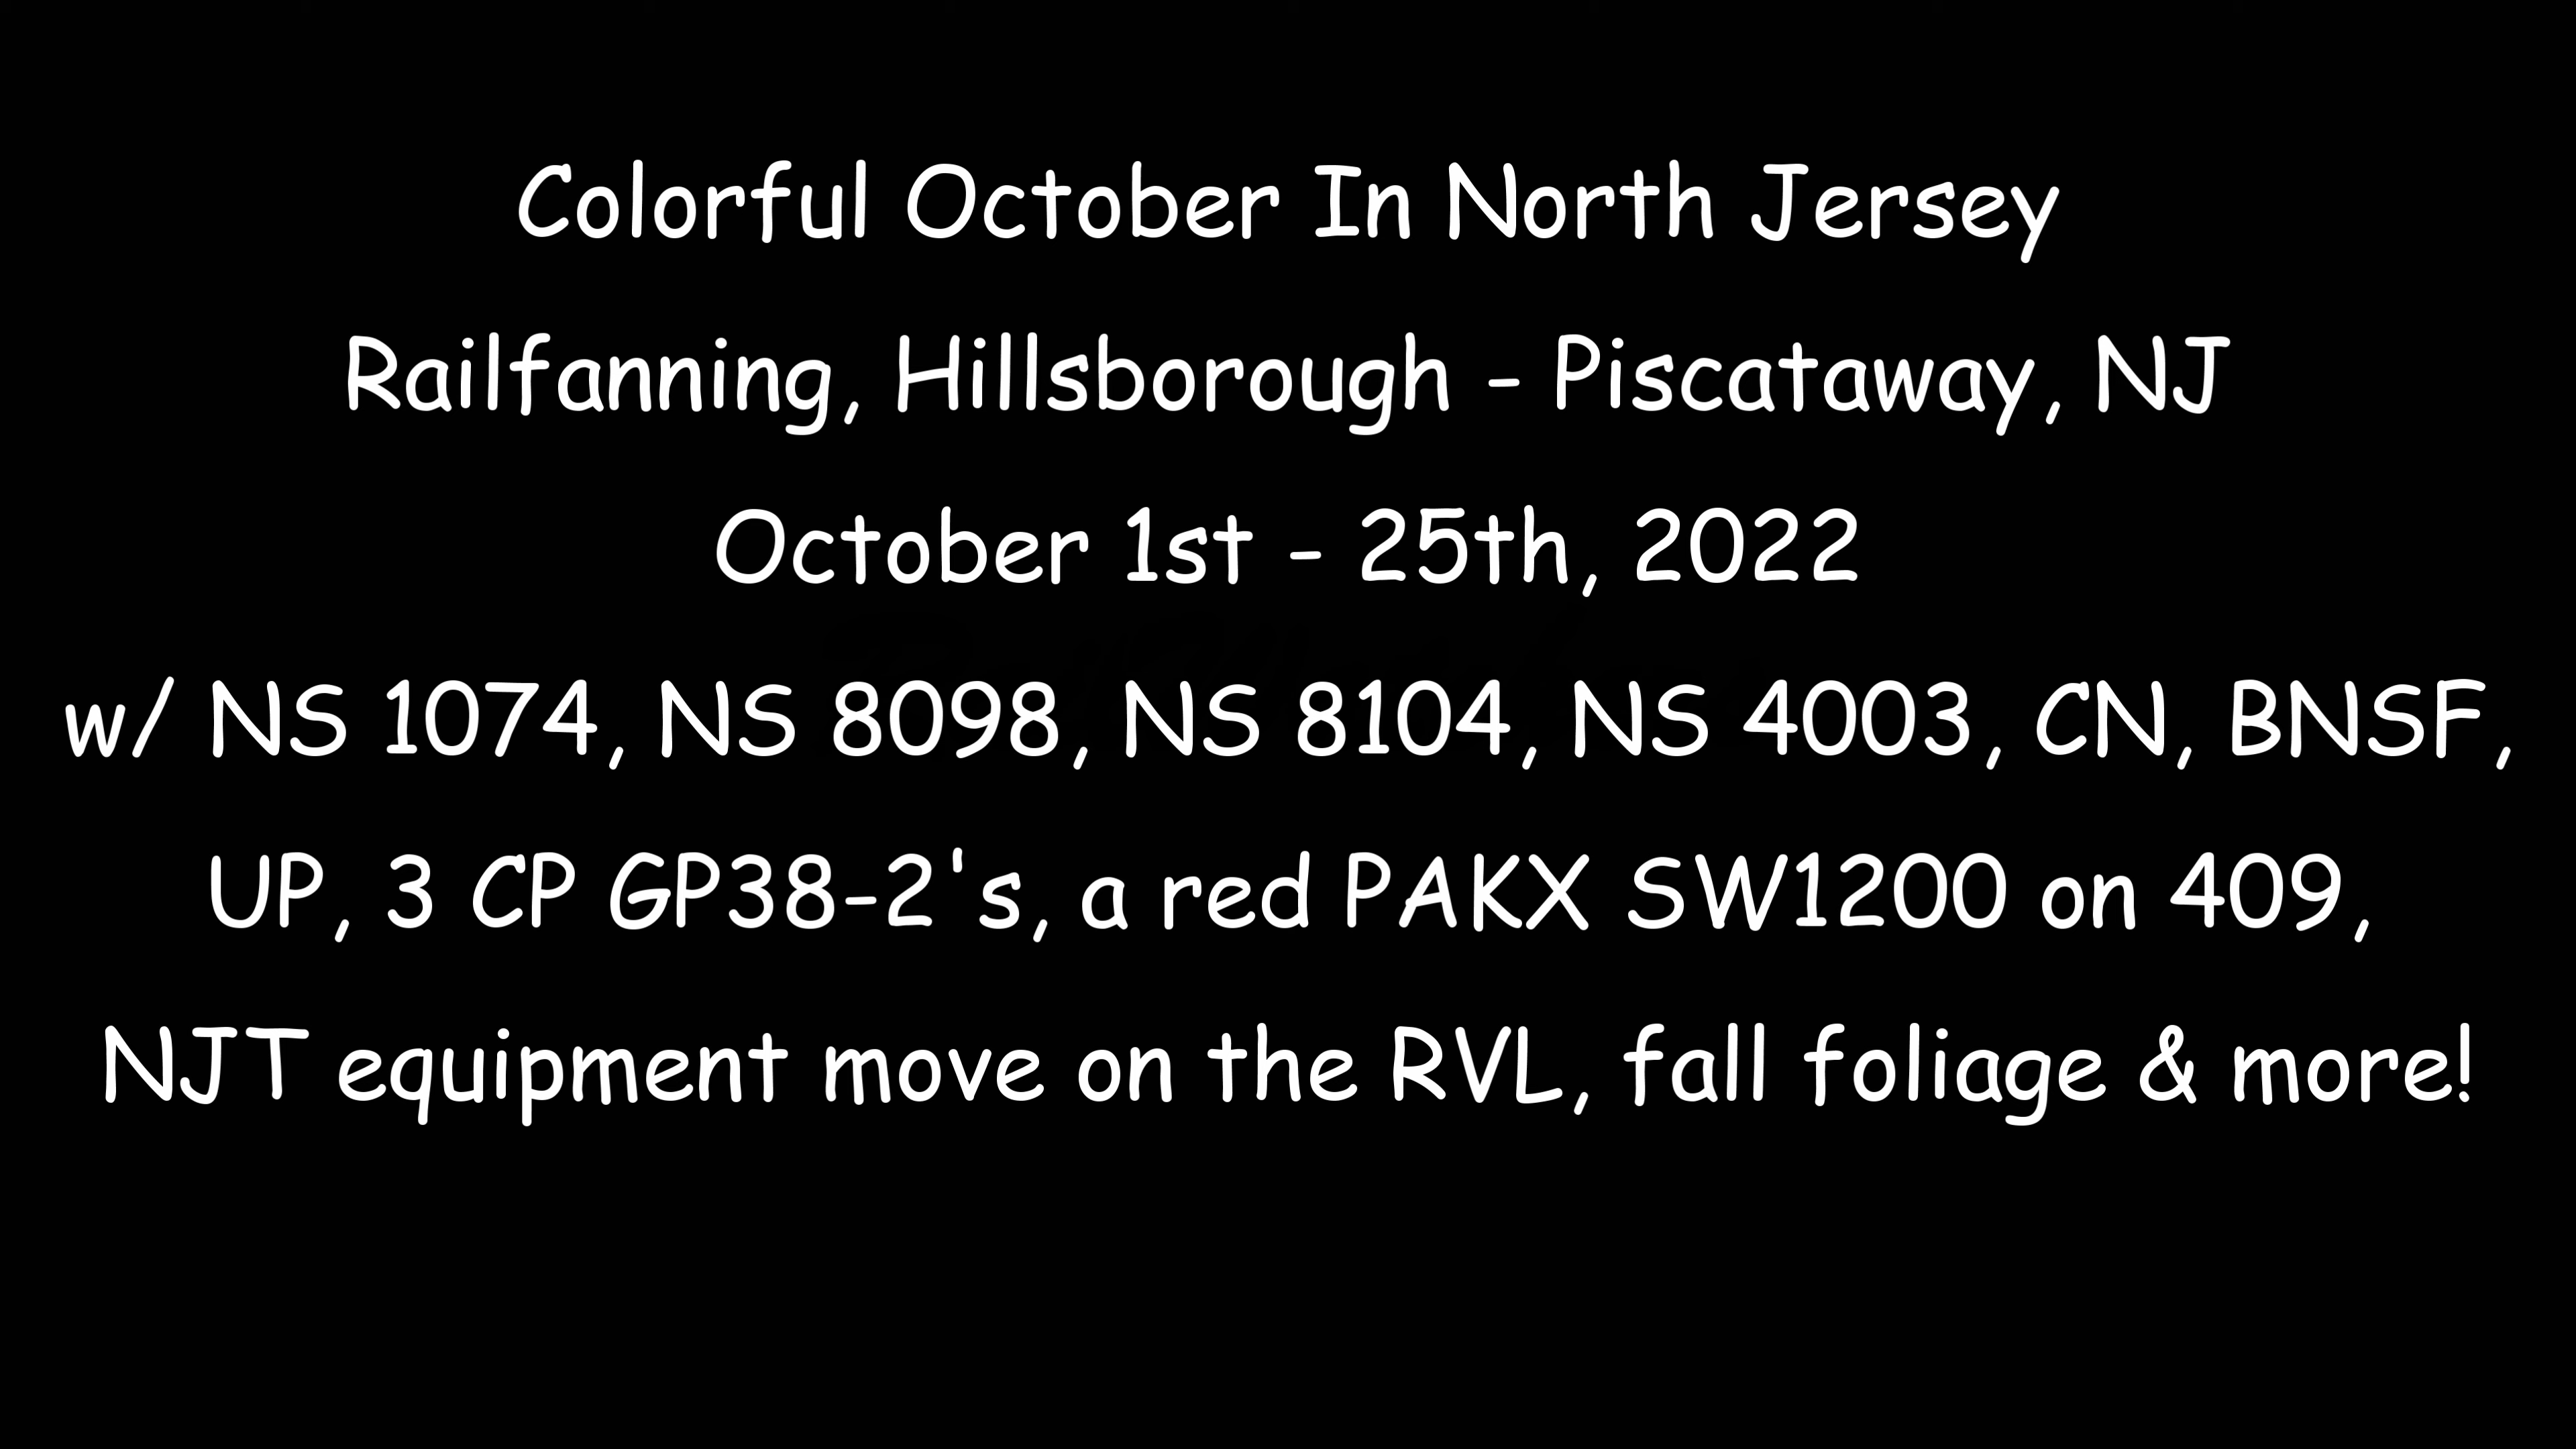 Colorful October In North Jersey
Railfanning, Hillsborough - Piscataway, NJ
October 1st - 25th, 2022
w/ NS 1074, NS 8098, NS 8104, NS 4003, CN, BNSF,
UP, 3 CP GP38-2's, a red PAKX SW1200 on 409,
NJT equipment move on the RVL, fall foliage & more!